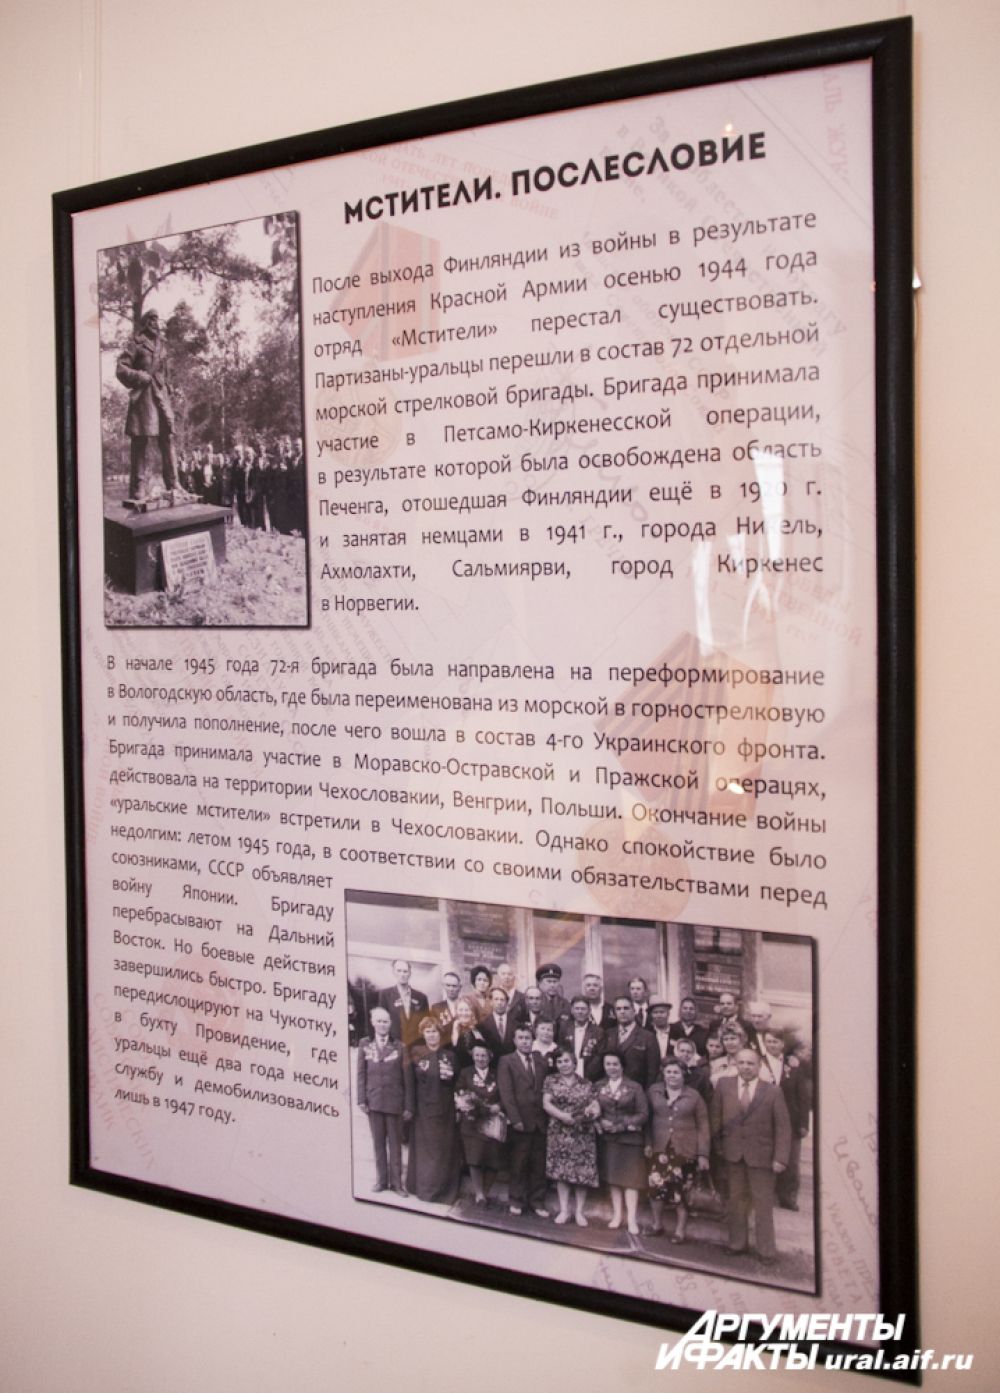 МСТИТЕЛИ. ПОСЛЕСЛОВИЕ
После выхода Финляндии из войны в результате
наступления Красной Армии осенью 1944 года
отряд «Мстители» перестал существовать.
Партизаны-уральцы перешли в состав 72 отдельной
морской стрелковой бригады. Бригада принимала
участие в Петсамо-Киркенесской операции,
в результате которой была освобождена область
Печенга, отошедшая Финляндии ещё в 1920 г.
и занятая немцами в 1941 г., города Никель,
Ахмолахти, Сальмиярви, город Киркенес
в Норвегии.
В начале 1945 года 72-я бригада была направлена на переформирование
в Вологодскую область, где была переименована из морской в горнострелковую
и получила пополнение, после чего вошла в состав 4-го Украинского фронта.
Бригада принимала участие в Моравско-Остравской и Пражской операцях,
действовала на территории Чехословакии, Венгрии, Польши. Окончание войны
«уральские мстители» встретили в Чехословакии. Однако спокойствие было
недолгим: летом 1945 года, в соответствии со своими обязательствами перед
союзниками, СССР объявляет
войну Японии. Бригаду
перебрасывают на Дальний
Восток. Но боевые действия
завершились быстро. Бригаду
передислоцируют на Чукотку,
в бухту Провидение, где
уральцы ещё два года несли
службу и демобилизовались
лишь в 1947 году.
АРГУМЕНТЫ
И ФАКТЫ ural.aif.ru